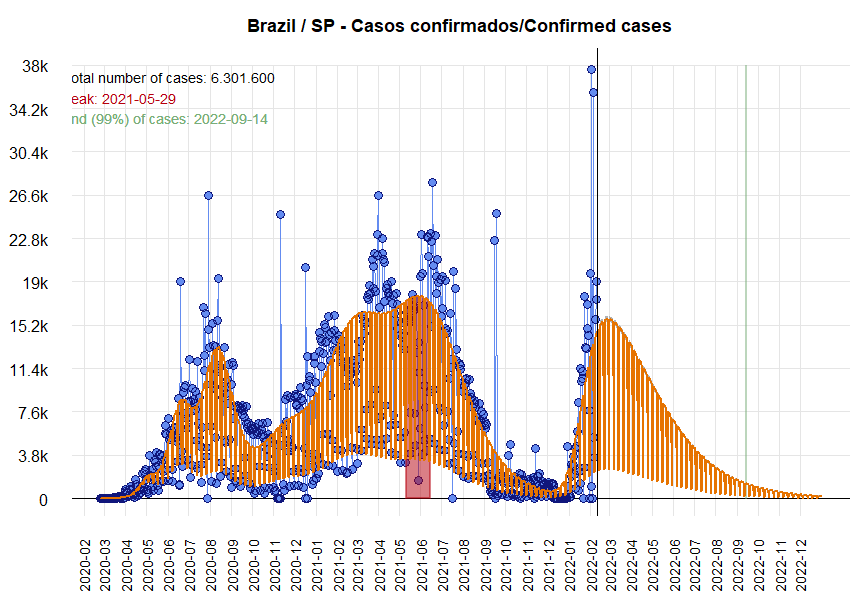 Brazil / SP - Casos confirmados/Confirmed cases
otal number of cases: 6.301.600
eak: 2021-05-29
nd (99%) of cases: 2022-09-14
38k
34.2k
30.4k
26.6k
22.8k
19k
15.2k
11.4k
7.6k
3.8k
0
2020-02
2020-03
2020-04
2020-05
2020-06
2020-07
2020-08
2020-09
2020-10
2020-11
2020-12
2021-01
2021-02
2021-03
2021-04
2021-05
2021-06
2021-07
2021-08
2021-09
2021-10
2021-11
2021-12
2022-01
2022-02
2022-03
2022-04
2022-05
2022-06
2022-07
2022-08
2022-09
2022-10
2022-11
2022-12